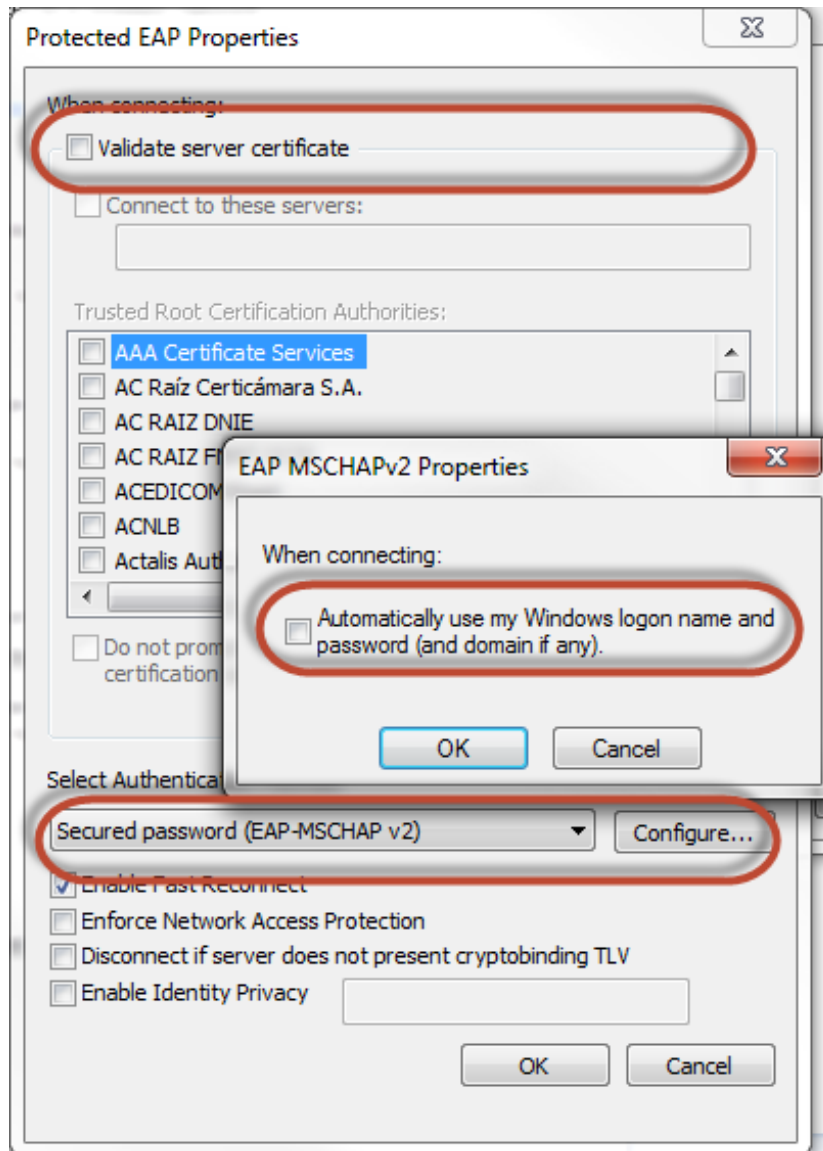 Protected EAP Properties
When connecting:
Validate server certificate
Connect to these servers:
Trusted Root Certification Authorities:
AAA Certificate Services
AC Raíz Certicámara S.A.
AC RAIZ DNIE
AC RAIZ
ACEDICOM
ACNLB
Actalis
EAP MSCHAPv2 Properties
When connecting:
Automatically use my Windows logon name and
password (and domain if any).
OK Cancel
Do not
certification
Select
Secured password (EAP-MSCHAP v2) Configure...
Enable Fast Reconnect
Enforce Network Access Protection
Disconnect if server does not present cryptobinding TLV
Enable Identity Privacy
OK Cancel